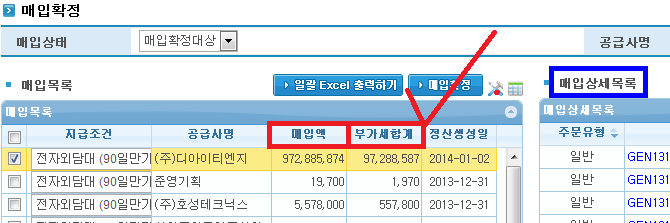 매입확정
매입상태 매입확정대상 공급사명
매입목록 일괄 Excel 출력하기 매입확정 매입상세목록
매입목록 매입상세목록
지급조건 공급사명 매입액 부가세합계 정산생성일 주문유형
전자외담대 (90일만기 (주)디아이티엔지 972,885,874 97,288,587 2014-01-02 일반 GEN131
전자외담대 (90일만기 준영기획 19,700 1,970 2013-12-31 일반 GEN131
전자외담대 (90일만기 (주)호성테크닉스 5,578,000 557,800 2013-12-31 일반 GEN131